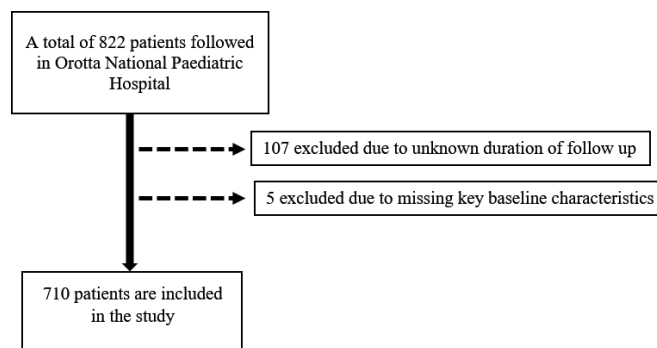 A total of 822 patients followed
in Orotta National Paediatric
Hospital
107 excluded due to unknown duration of follow up
5 excluded due to missing key baseline characteristics
710 patients are included
in the study